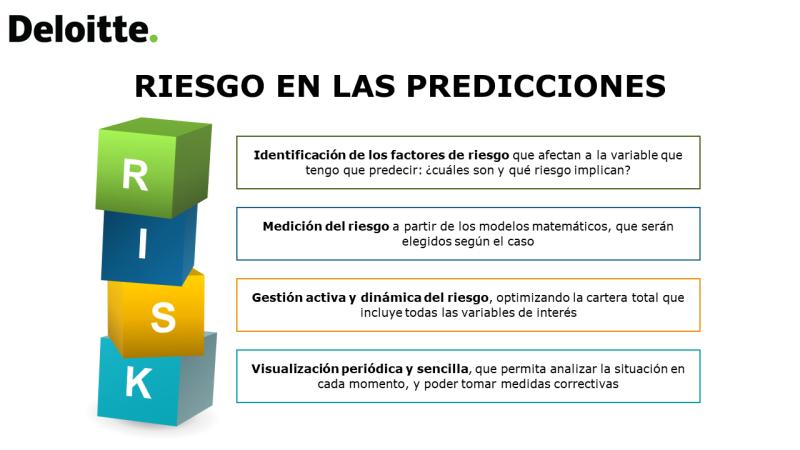 Deloitte.
RIESGO EN LAS PREDICCIONES
R
Identificación de los factores de riesgo que afectan a la variable que
tengo que predecir: ¿cuáles son y qué riesgo implican?
I
Medición del riesgo a partir de los modelos matemáticos, que serán
elegidos según el caso
S
Gestión activa y dinámica del riesgo, optimizando la cartera total que
incluye todas las variables de interés
K
Visualización periódica y sencilla, que permita analizar la situación en
cada momento, y poder tomar medidas correctivas